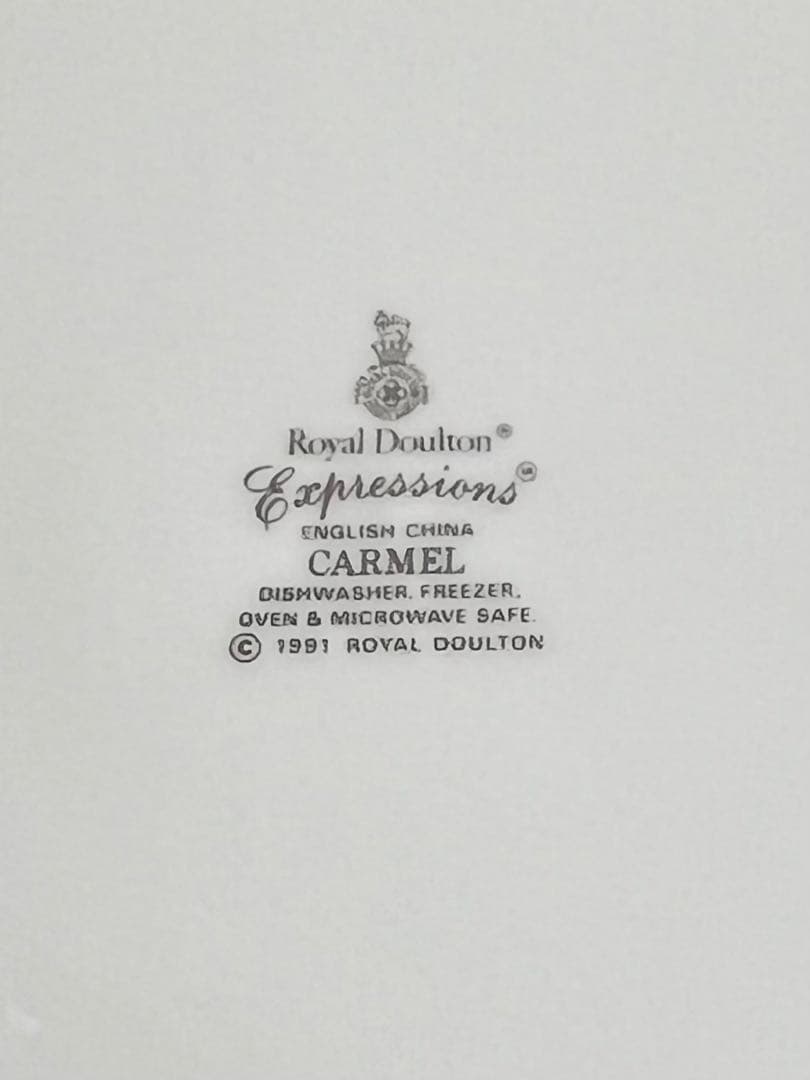 Royal Doulton®
Expressions
ENGLISH CHINA
CARMEL
DISHWASHER. FREEZER.
OVEN & MICROWAVE SAFE.
© 1991 ROYAL DOULTON